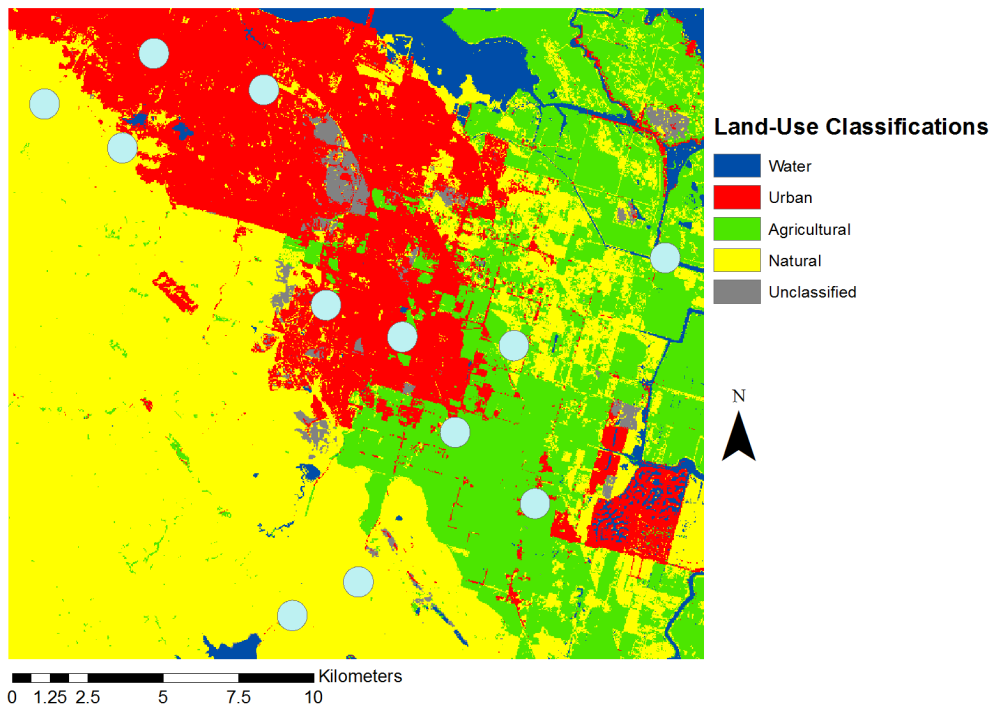 Land-Use Classifications
Water
Urban
Agricultural
Natural
Unclassified
N
Kilometers
0 1.25 2.5 5 7.5 10